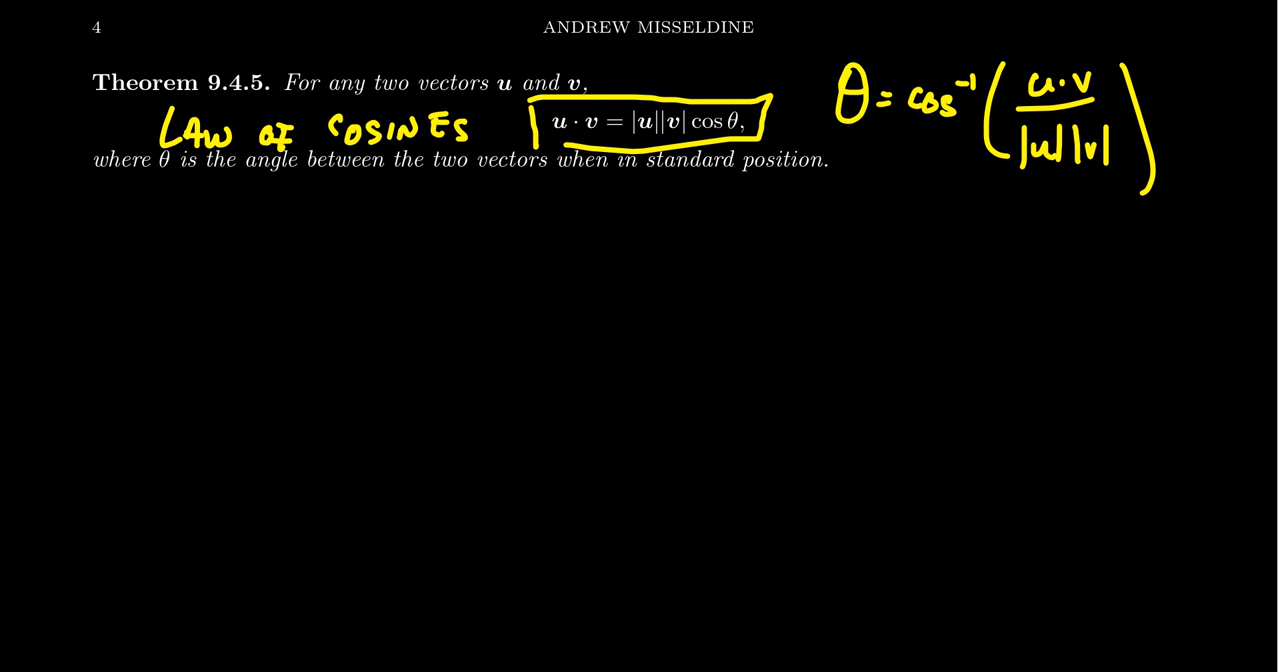 4 ANDREW MISSELDINE
Theorem 9.4.5. For any two vectors u and v,
LAW OF COSINES
u · v = |u||v| cos θ,
θ = cos⁻¹ ( u · v / |u| |v| )
where θ is the angle between the two vectors when in standard position.